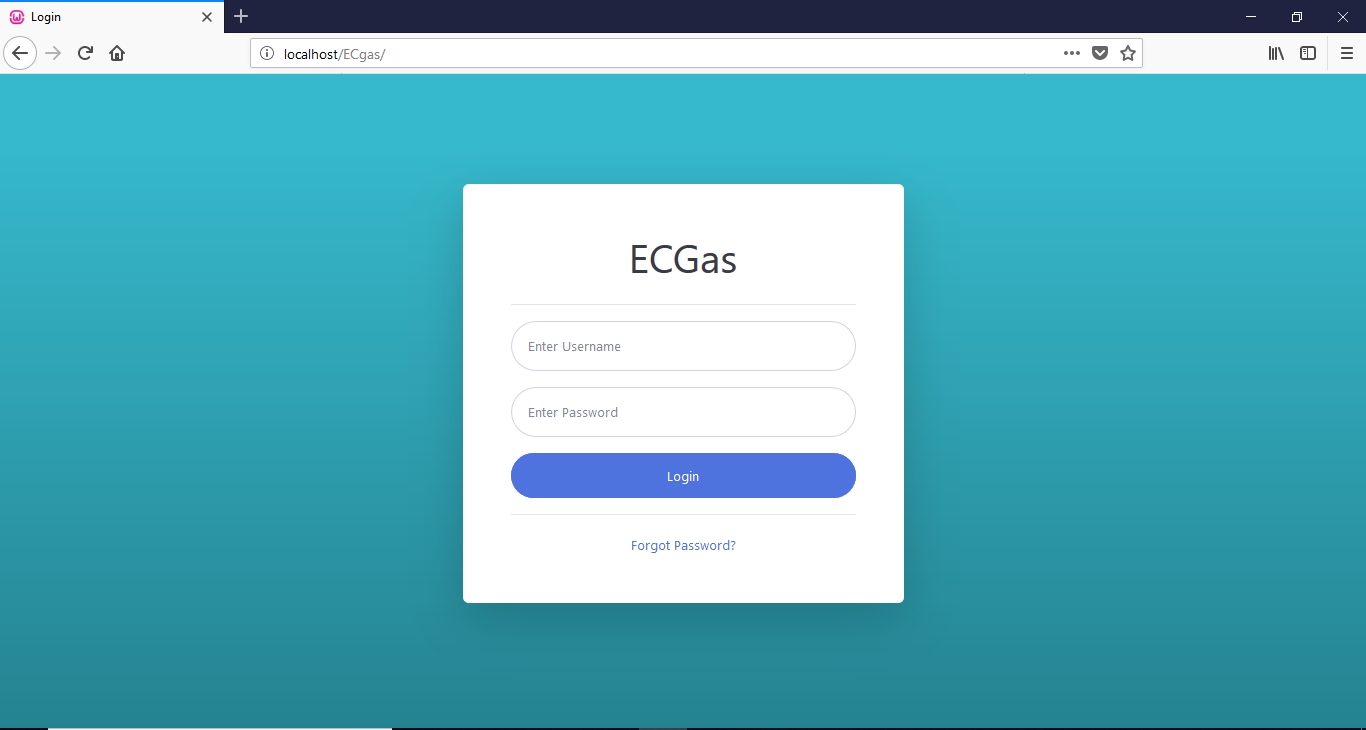 Login
localhost/ECgas/
ECGas
Enter Username
Enter Password
Login
Forgot Password?